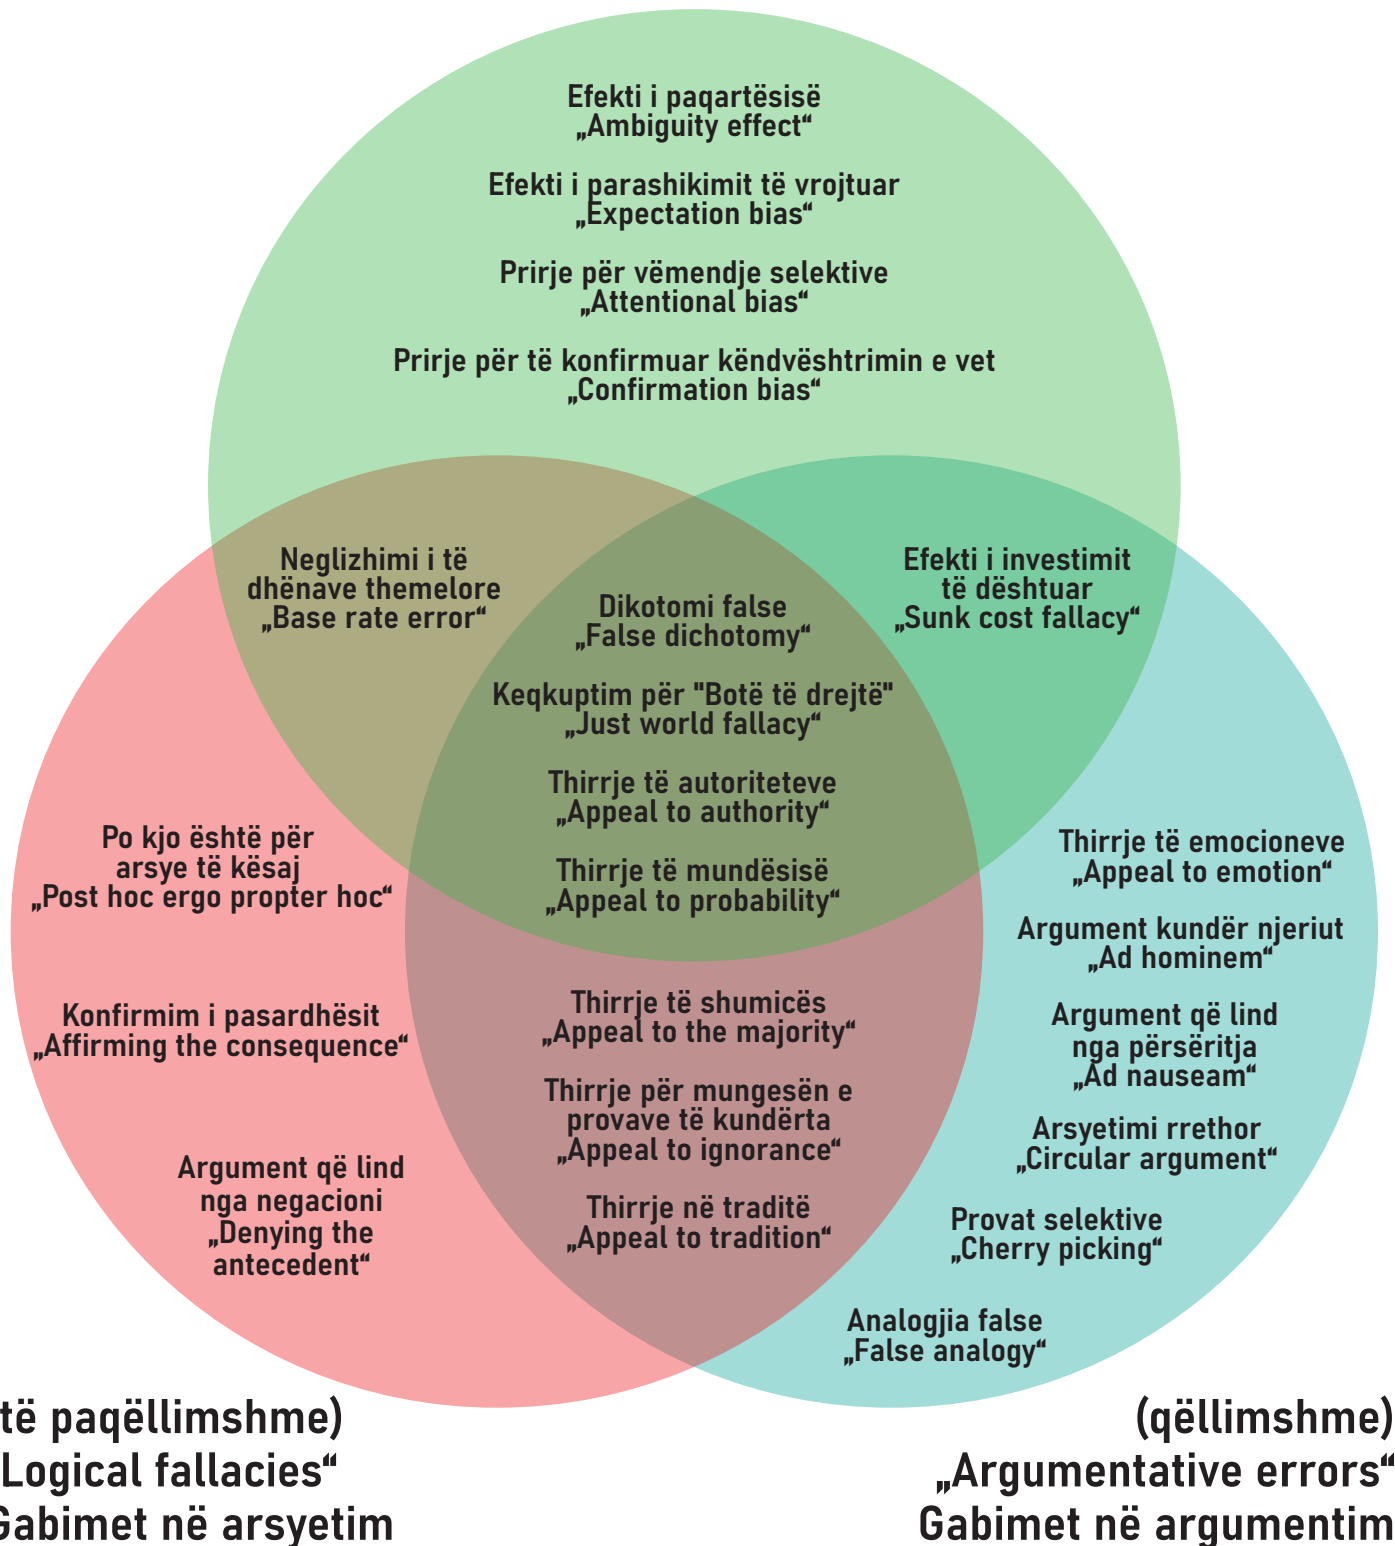 Efekti i paqartësisë
„Ambiguity effect“
Efekti i parashikimit të vrojtuar
„Expectation bias“
Prirje për vëmendje selektive
„Attentional bias“
Prirje për të konfirmuar këndvështrimin e vet
„Confirmation bias“
Neglizhimi i të
dhënave themelore
„Base rate error“
Dikotomi false
„False dichotomy“
Keqkuptim për "Botë të drejtë"
„Just world fallacy“
Thirrje të autoriteteve
„Appeal to authority“
Thirrje të mundësisë
„Appeal to probability“
Efekti i investimit
të dështuar
„Sunk cost fallacy“
Po kjo është për
arsye të kësaj
„Post hoc ergo propter hoc“
Konfirmim i pasardhësit
„Affirming the consequence“
Argument që lind
nga negacioni
„Denying the
antecedent“
Thirrje të shumicës
„Appeal to the majority“
Thirrje për mungesën e
provave të kundërta
„Appeal to ignorance“
Thirrje në traditë
„Appeal to tradition“
Thirrje të emocioneve
„Appeal to emotion“
Argument kundër njeriut
„Ad hominem“
Argument që lind
nga përsëritja
„Ad nauseam“
Arsyetimi rrethor
„Circular argument“
Provat selektive
„Cherry picking“
Analogjia false
„False analogy“
të paqëllimshme)
Logical fallacies“
Gabimet në arsyetim
(qëllimshme)
„Argumentative errors“
Gabimet në argumentim